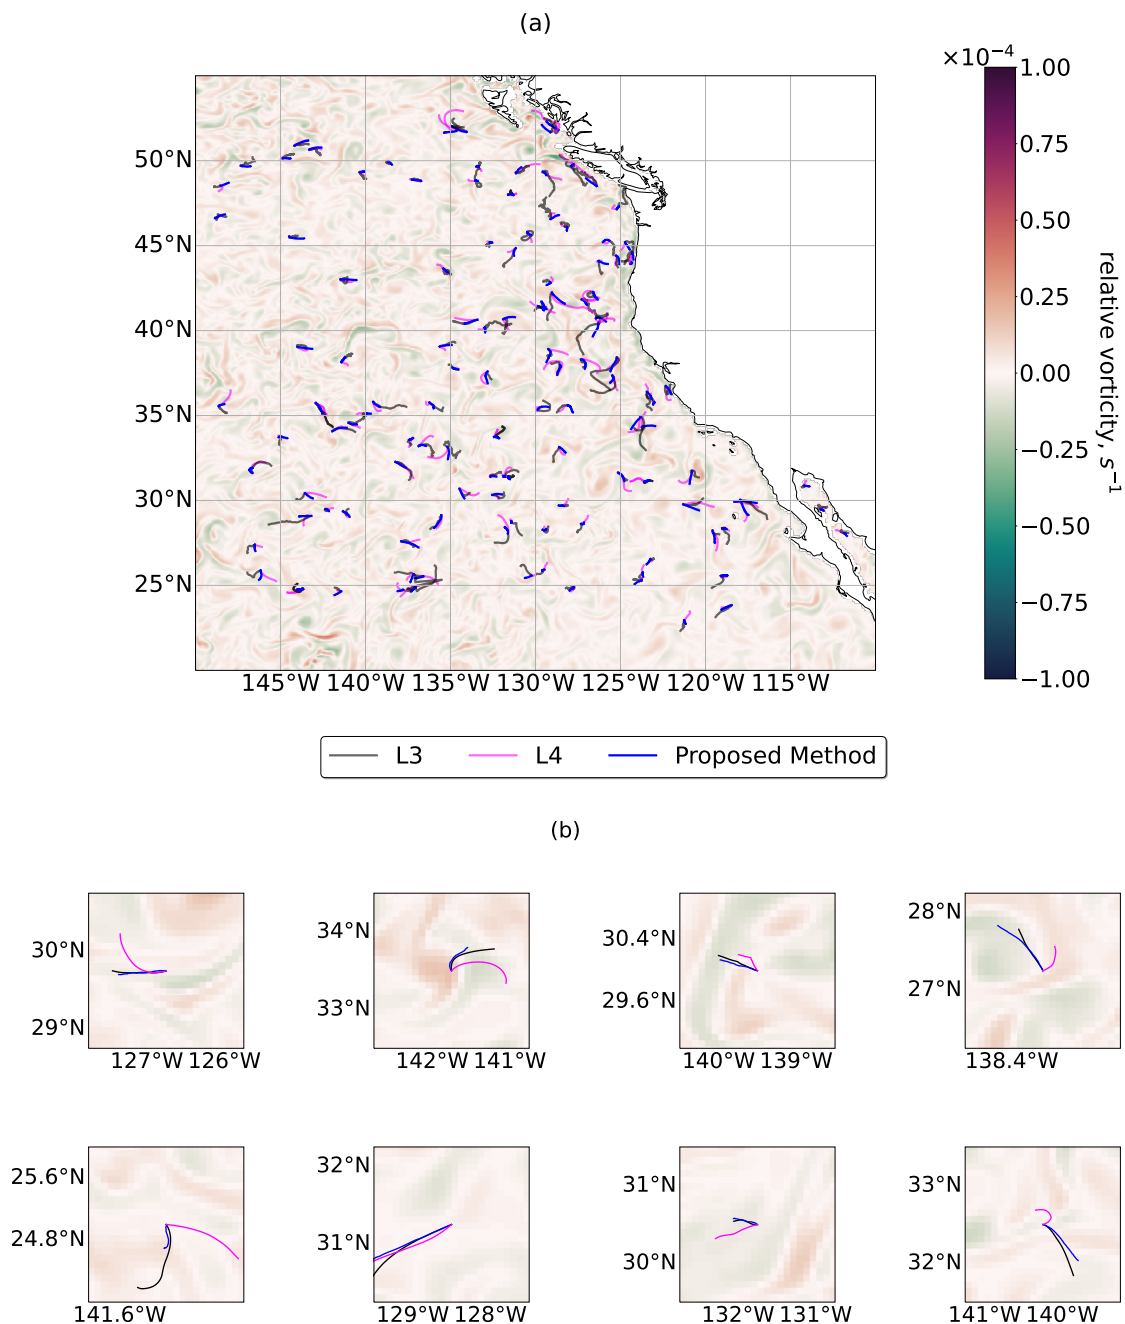 (a)
×10⁻⁴
1.00
0.75
0.50
0.25
0.00
−0.25
−0.50
−0.75
−1.00
relative vorticity, s⁻¹
50°N
45°N
40°N
35°N
30°N
25°N
145°W 140°W 135°W 130°W 125°W 120°W 115°W
L3 L4 Proposed Method
(b)
30°N
29°N
127°W 126°W
34°N
33°N
142°W 141°W
30.4°N
29.6°N
140°W 139°W
28°N
27°N
138.4°W
25.6°N
24.8°N
141.6°W
32°N
31°N
129°W 128°W
31°N
30°N
132°W 131°W
33°N
32°N
141°W 140°W